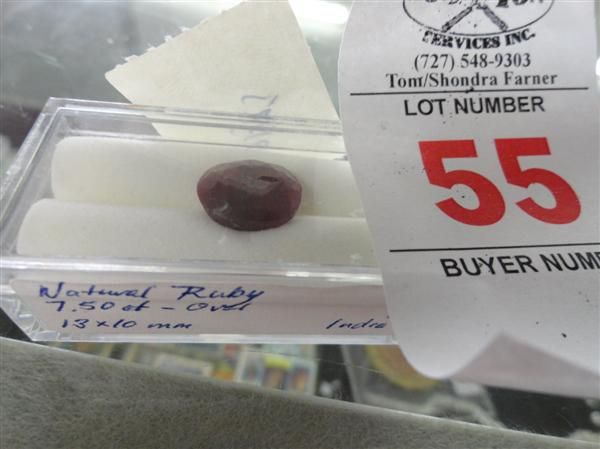 SERVICES INC.
(727) 548-9303
Tom/Shondra Farner
LOT NUMBER
55
BUYER NUM
Natural Ruby
7.50 ct - Oval
13 x 10 mm India